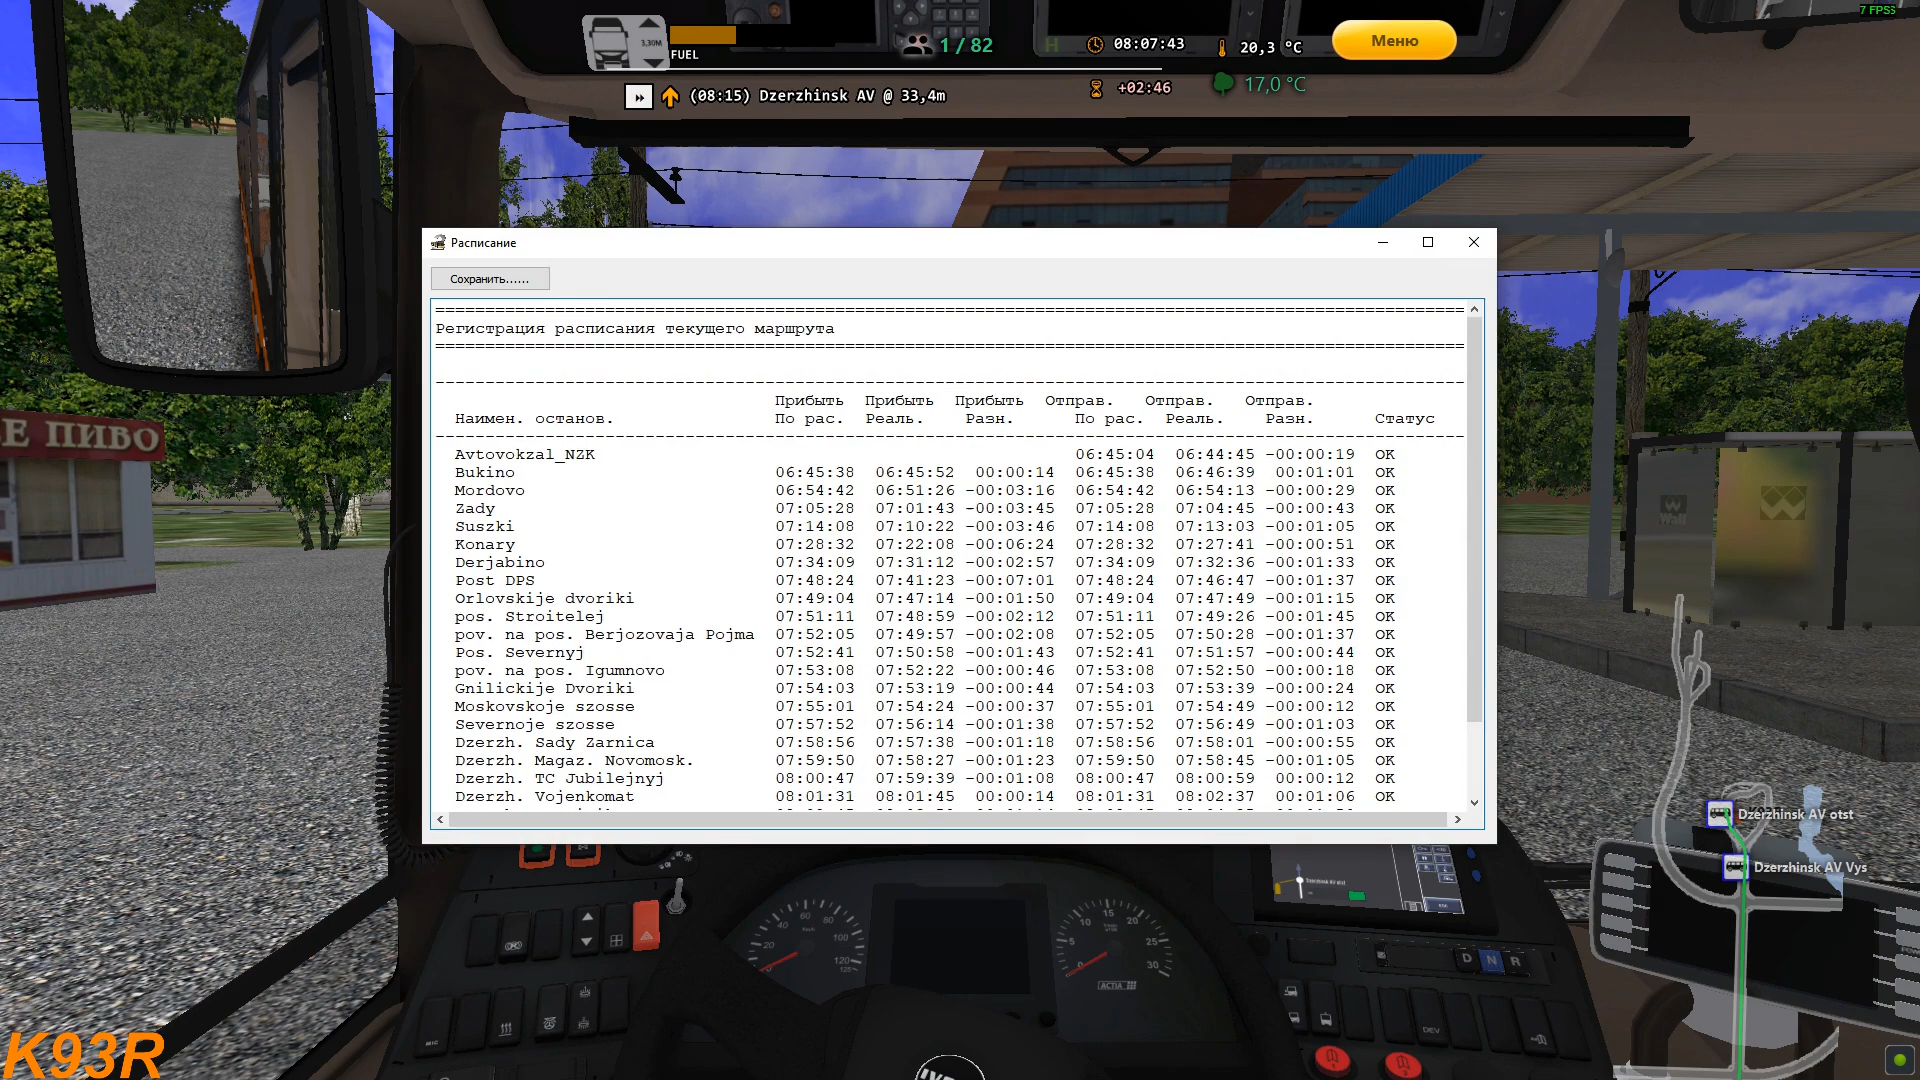 7 FPSS
3,30M
FUEL
1 / 82
H
08:07:43
20,3 °C
Меню
(08:15) Dzerzhinsk AV @ 33,4m
+02:46
17,0 °C
Расписание
Сохранить......
Регистрация расписания текущего маршрута
Прибыть Прибыть Прибыть Отправ. Отправ. Отправ.
Наимен. останов. По рас. Реаль. Разн. По рас. Реаль. Разн. Статус
Avtovokzal_NZK 06:45:04 06:44:45 -00:00:19 OK
Bukino 06:45:38 06:45:52 00:00:14 06:45:38 06:46:39 00:01:01 OK
Mordovo 06:54:42 06:51:26 -00:03:16 06:54:42 06:54:13 -00:00:29 OK
Zady 07:05:28 07:01:43 -00:03:45 07:05:28 07:04:45 -00:00:43 OK
Suszki 07:14:08 07:10:22 -00:03:46 07:14:08 07:13:03 -00:01:05 OK
Konary 07:28:32 07:22:08 -00:06:24 07:28:32 07:27:41 -00:00:51 OK
Derjabino 07:34:09 07:31:12 -00:02:57 07:34:09 07:32:36 -00:01:33 OK
Post DPS 07:48:24 07:41:23 -00:07:01 07:48:24 07:46:47 -00:01:37 OK
Orlovskije dvoriki 07:49:04 07:47:14 -00:01:50 07:49:04 07:47:49 -00:01:15 OK
pos. Stroitelej 07:51:11 07:48:59 -00:02:12 07:51:11 07:49:26 -00:01:45 OK
pov. na pos. Berjozovaja Pojma 07:52:05 07:49:57 -00:02:08 07:52:05 07:50:28 -00:01:37 OK
Pos. Severnyj 07:52:41 07:50:58 -00:01:43 07:52:41 07:51:57 -00:00:44 OK
pov. na pos. Igumnovo 07:53:08 07:52:22 -00:00:46 07:53:08 07:52:50 -00:00:18 OK
Gnilickije Dvoriki 07:54:03 07:53:19 -00:00:44 07:54:03 07:53:39 -00:00:24 OK
Moskovskoje szosse 07:55:01 07:54:24 -00:00:37 07:55:01 07:54:49 -00:00:12 OK
Severnoje szosse 07:57:52 07:56:14 -00:01:38 07:57:52 07:56:49 -00:01:03 OK
Dzerzh. Sady Zarnica 07:58:56 07:57:38 -00:01:18 07:58:56 07:58:01 -00:00:55 OK
Dzerzh. Magaz. Novomosk. 07:59:50 07:58:27 -00:01:23 07:59:50 07:58:45 -00:01:05 OK
Dzerzh. TC Jubilejnyj 08:00:47 07:59:39 -00:01:08 08:00:47 08:00:59 00:00:12 OK
Dzerzh. Vojenkomat 08:01:31 08:01:45 00:00:14 08:01:31 08:02:37 00:01:06 OK
Е ПИВО
Wall
Dzerzhinsk AV otst
Dzerzhinsk AV Vys
20 40 60 80 100 120 125
0 5 10 15 20 25 30
ACTIA
D N R
DEV
MIC
K93R